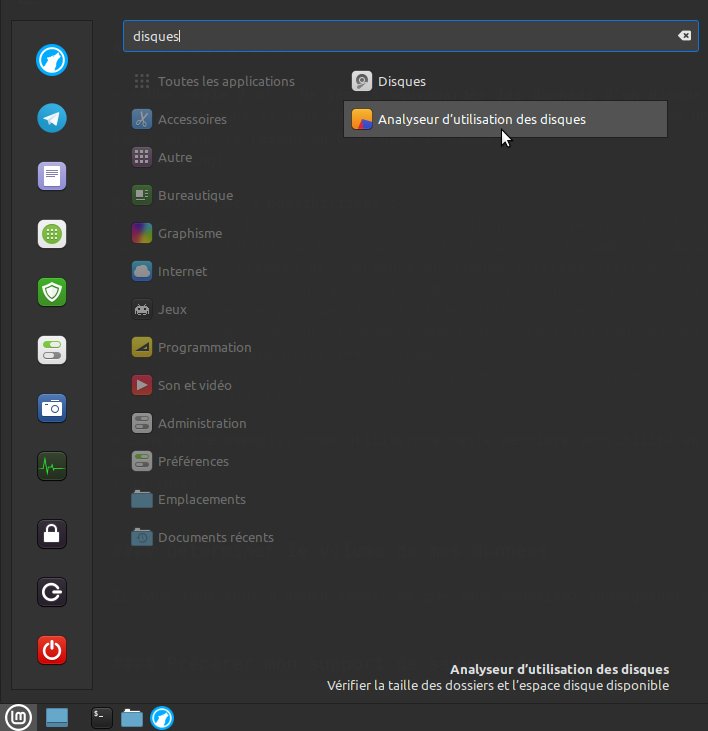 disques
Toutes les applications
Disques
Accessoires
Analyseur d’utilisation des disques
Autre
Bureautique
Graphisme
Internet
Jeux
Programmation
Son et vidéo
Administration
Préférences
Emplacements
Documents récents
Analyseur d’utilisation des disques
Vérifier la taille des dossiers et l’espace disque disponible